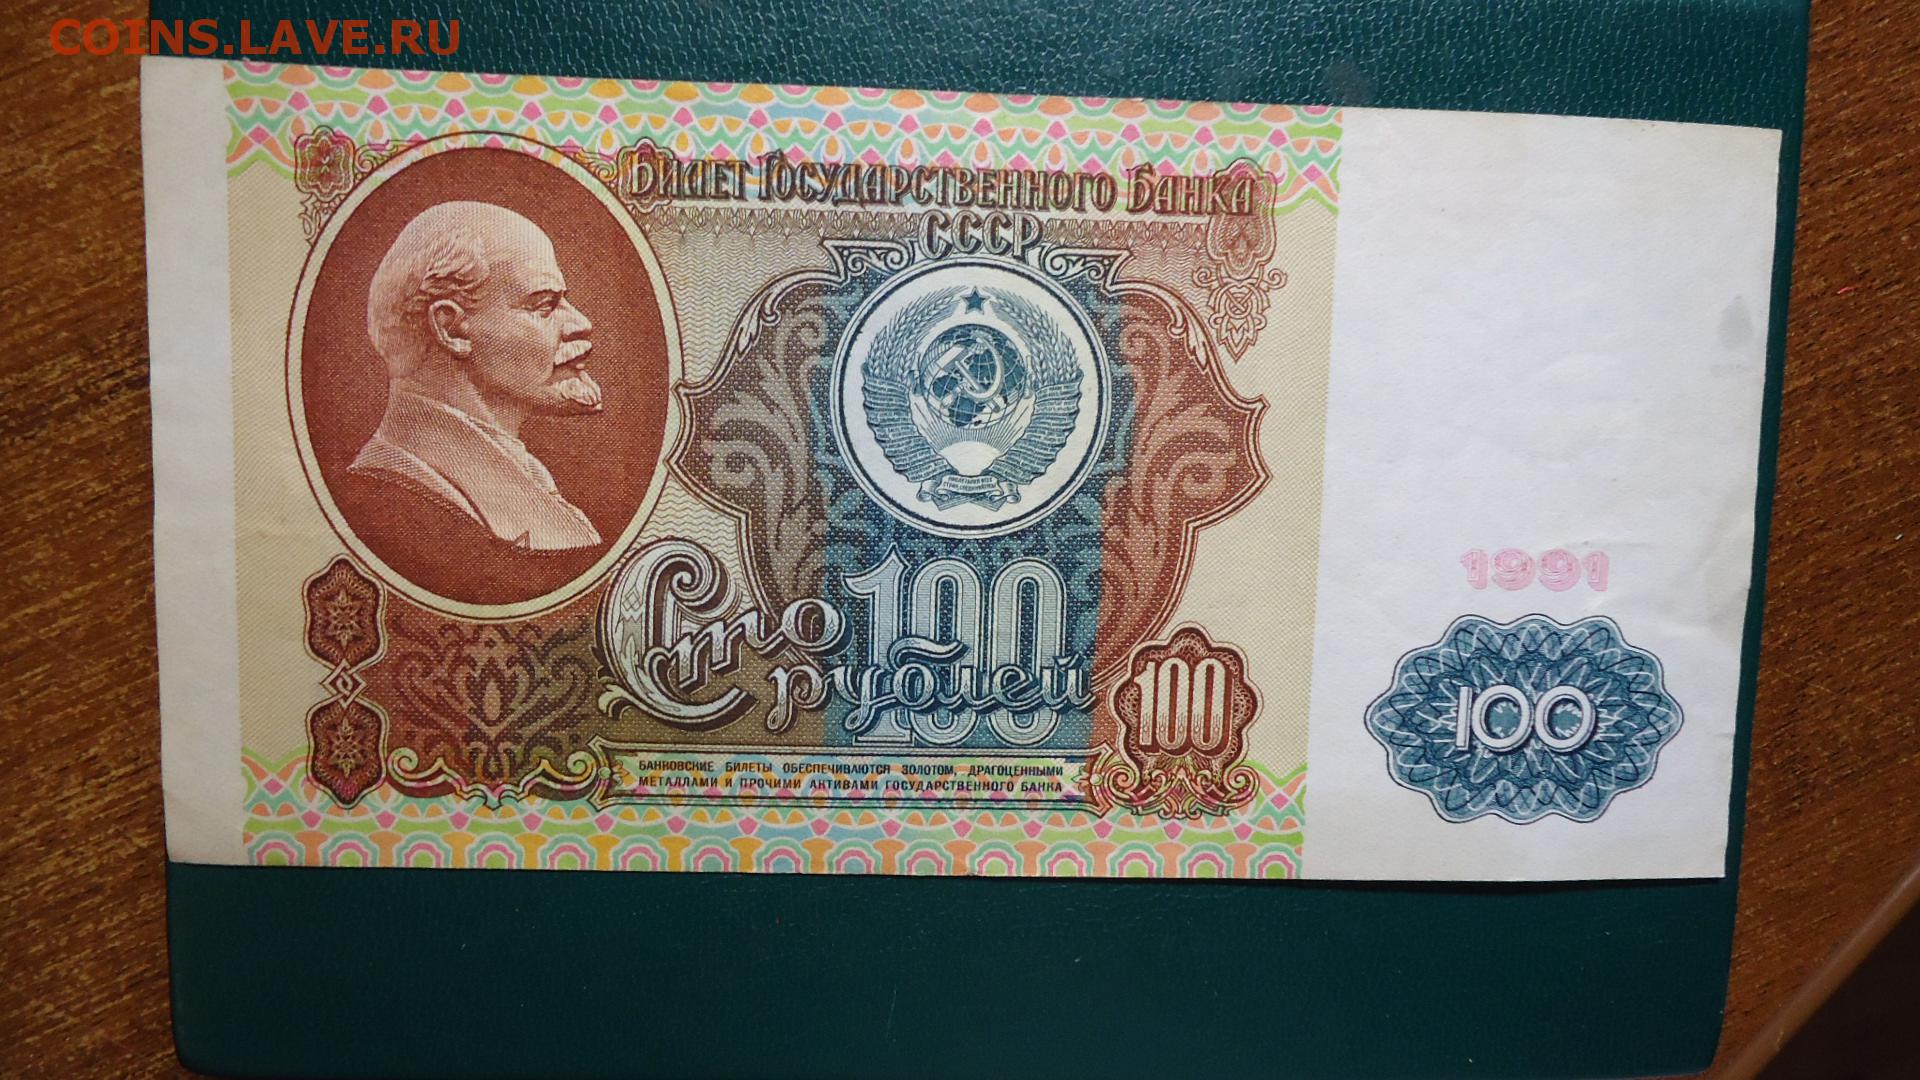 COINS.LAVE.RU
БИЛЕТ ГОСУДАРСТВЕННОГО БАНКА
СССР
1991
100
Сто
рублей
100
100
БАНКОВСКИЕ БИЛЕТЫ ОБЕСПЕЧИВАЮТСЯ ЗОЛОТОМ, ДРАГОЦЕННЫМИ
МЕТАЛЛАМИ И ПРОЧИМИ АКТИВАМИ ГОСУДАРСТВЕННОГО БАНКА